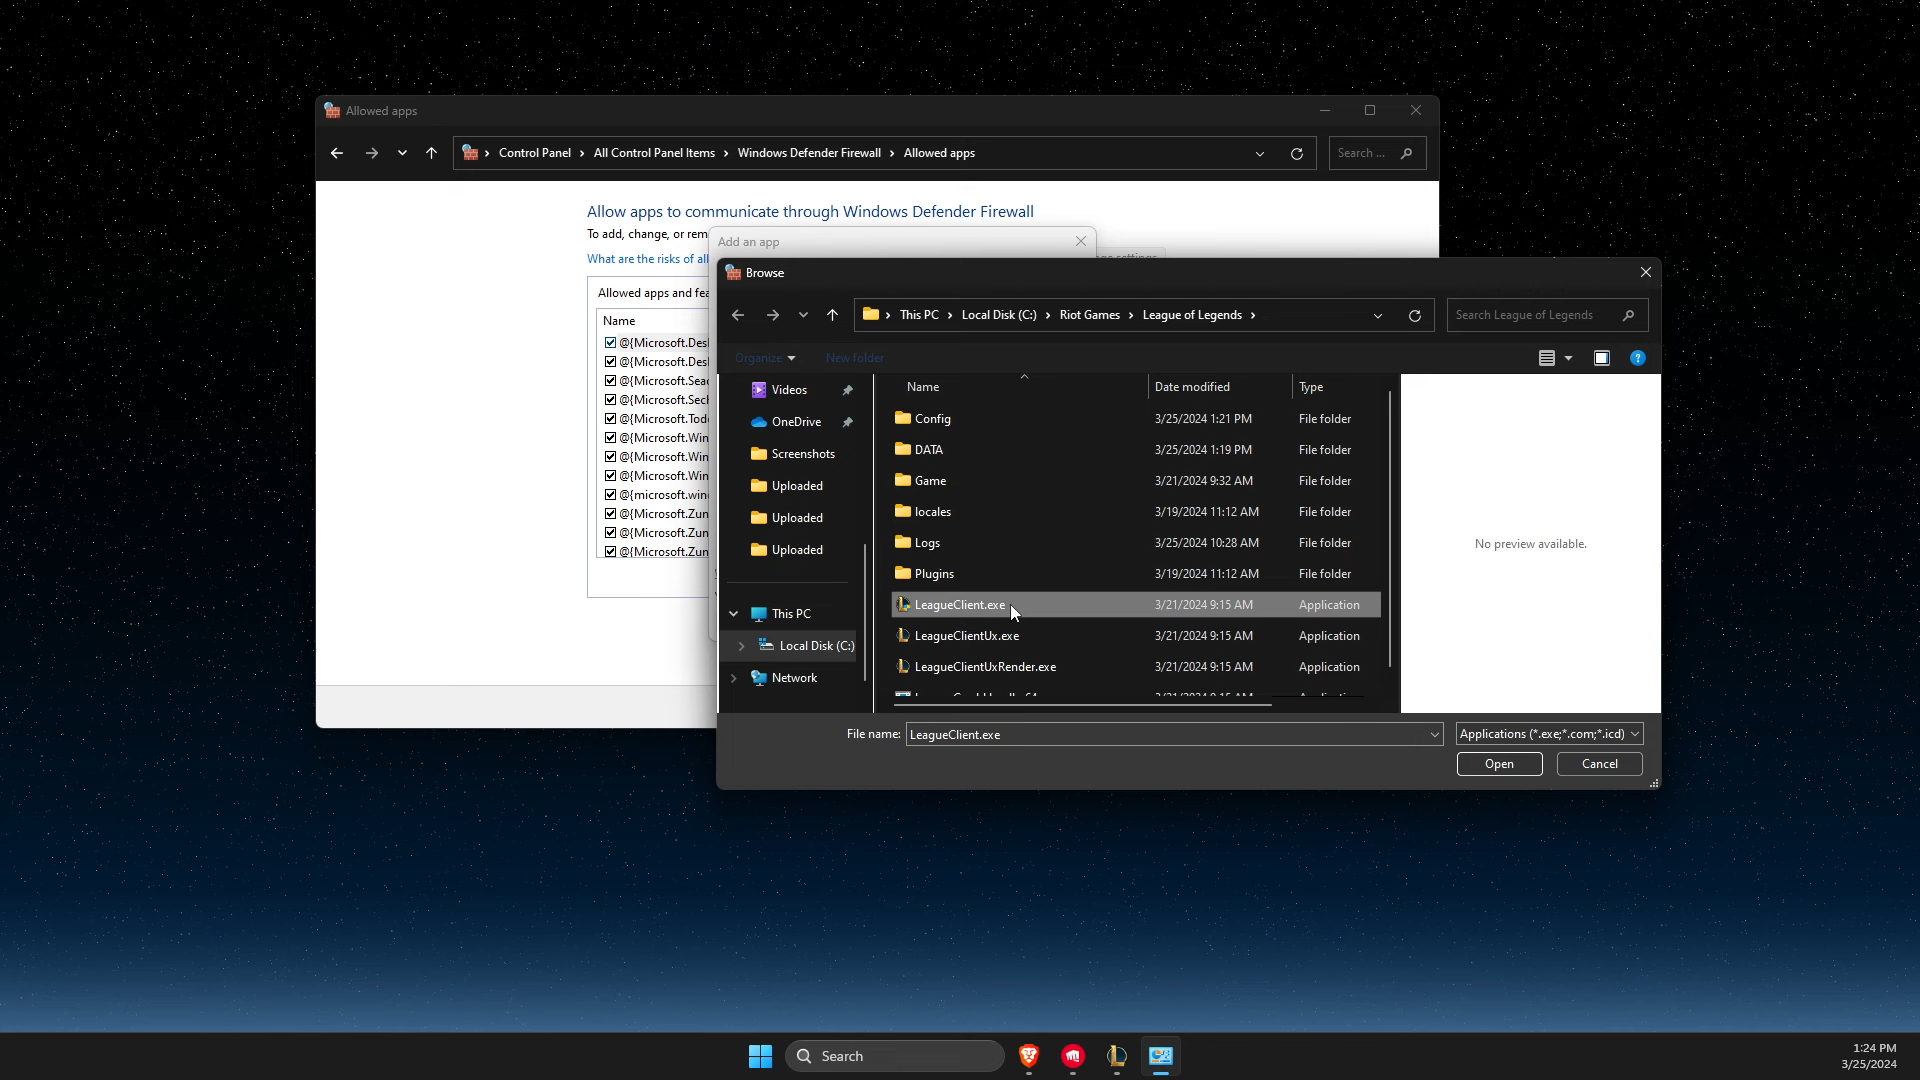 Allowed apps
Control Panel All Control Panel Items Windows Defender Firewall Allowed apps
Search ...
Allow apps to communicate through Windows Defender Firewall
To add, change, or rem
What are the risks of all
Allowed apps and fea
Name
@{Microsoft.Des
@{Microsoft.Des
@{Microsoft.Sea
@{Microsoft.Sec
@{Microsoft.Tod
@{Microsoft.Win
@{Microsoft.Win
@{Microsoft.Win
@{microsoft.win
@{Microsoft.Zun
@{Microsoft.Zun
@{Microsoft.Zun
Add an app
settings
Browse
This PC Local Disk (C:) Riot Games League of Legends
Search League of Legends
Organize New folder
Videos
OneDrive
Screenshots
Uploaded
Uploaded
Uploaded
This PC
Local Disk (C:)
Network
Name Date modified Type
Config 3/25/2024 1:21 PM File folder
DATA 3/25/2024 1:19 PM File folder
Game 3/21/2024 9:32 AM File folder
locales 3/19/2024 11:12 AM File folder
Logs 3/25/2024 10:28 AM File folder
Plugins 3/19/2024 11:12 AM File folder
LeagueClient.exe 3/21/2024 9:15 AM Application
LeagueClientUx.exe 3/21/2024 9:15 AM Application
LeagueClientUxRender.exe 3/21/2024 9:15 AM Application
No preview available.
File name: LeagueClient.exe
Applications (*.exe;*.com;*.icd)
Open Cancel
Search
1:24 PM
3/25/2024